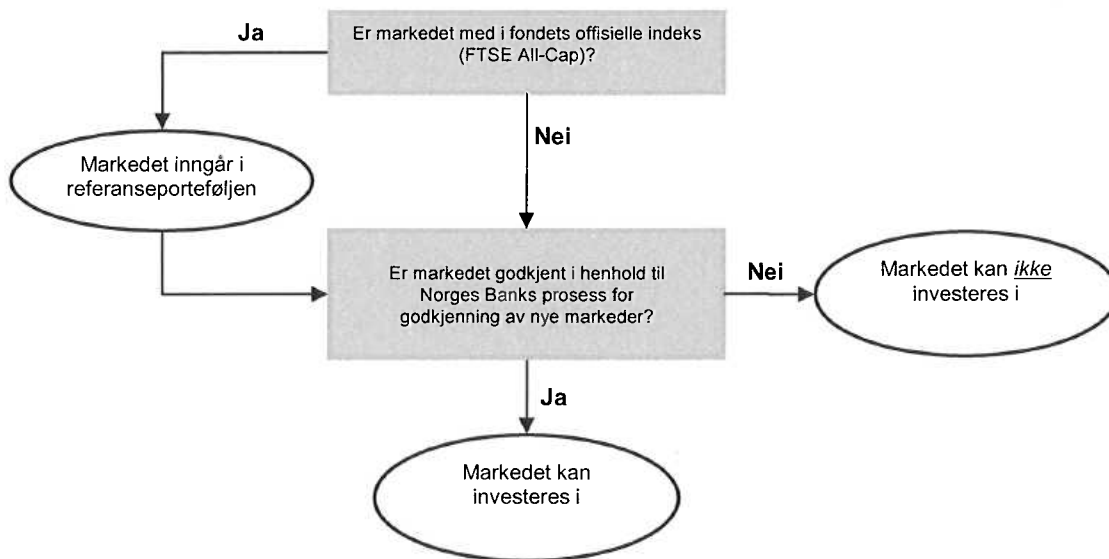 Ja
Er markedet med i fondets offisielle indeks
(FTSE All-Cap)?
Nei
Markedet inngår i
referanseporteføljen
Er markedet godkjent i henhold til
Norges Banks prosess for
godkjenning av nye markeder?
Nei
Markedet kan ikke
investeres i
Ja
Markedet kan
investeres i